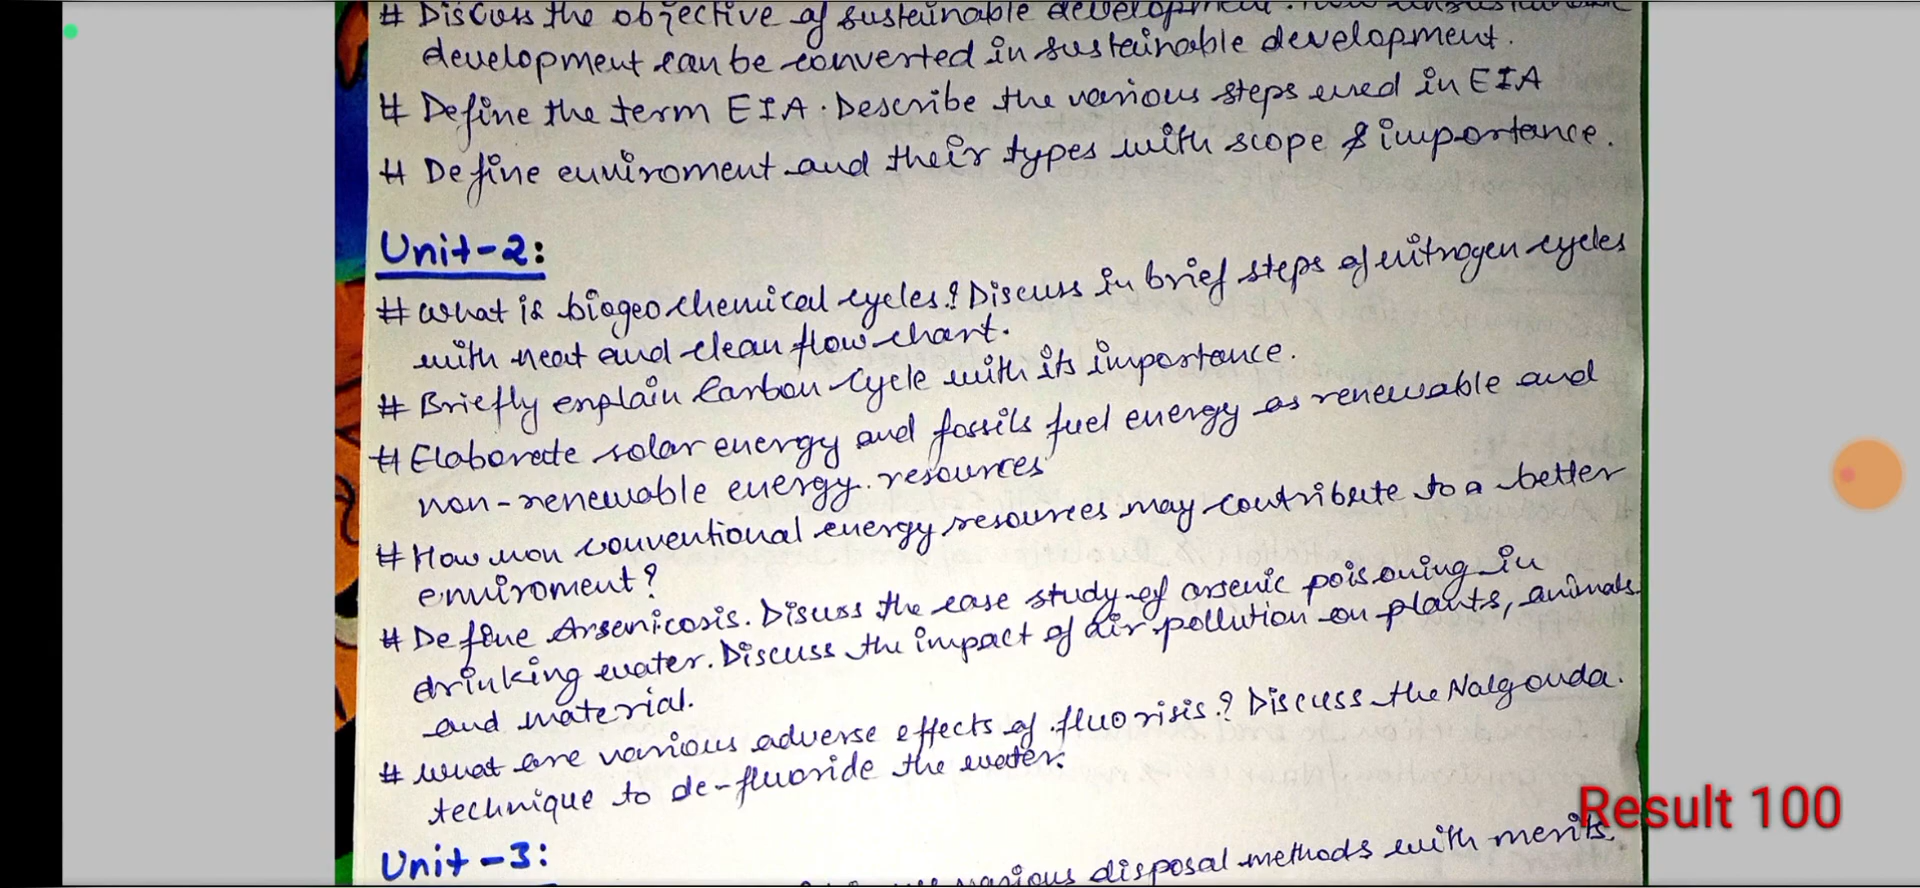 # Discuss the objective of sustainable development.
development can be converted in sustainable development.
# Define the term EIA. Describe the various steps used in EIA
# Define enviroment and their types with scope & importance.
Unit-2:
# What is biogeochemical cycles? Discuss in brief steps of nitrogen cycles
with neat and clean flow chart.
# Briefly explain Carbon Cycle with its importance.
# Elaborate solar energy and fossils fuel energy as renewable and
non-renewable energy resources
# How non conventional energy resources may contribute to a better
enviroment?
# Define Arsenicosis. Disuss the case study of arsenic poisoning in
drinking water. Discuss the impact of air pollution on plants, animals
and material.
# What are various adverse effects of fluorisis? Discuss the Nalgonda.
technique to de-fluoride the water.
Unit-3:
various disposal methods with merits.
Result 100